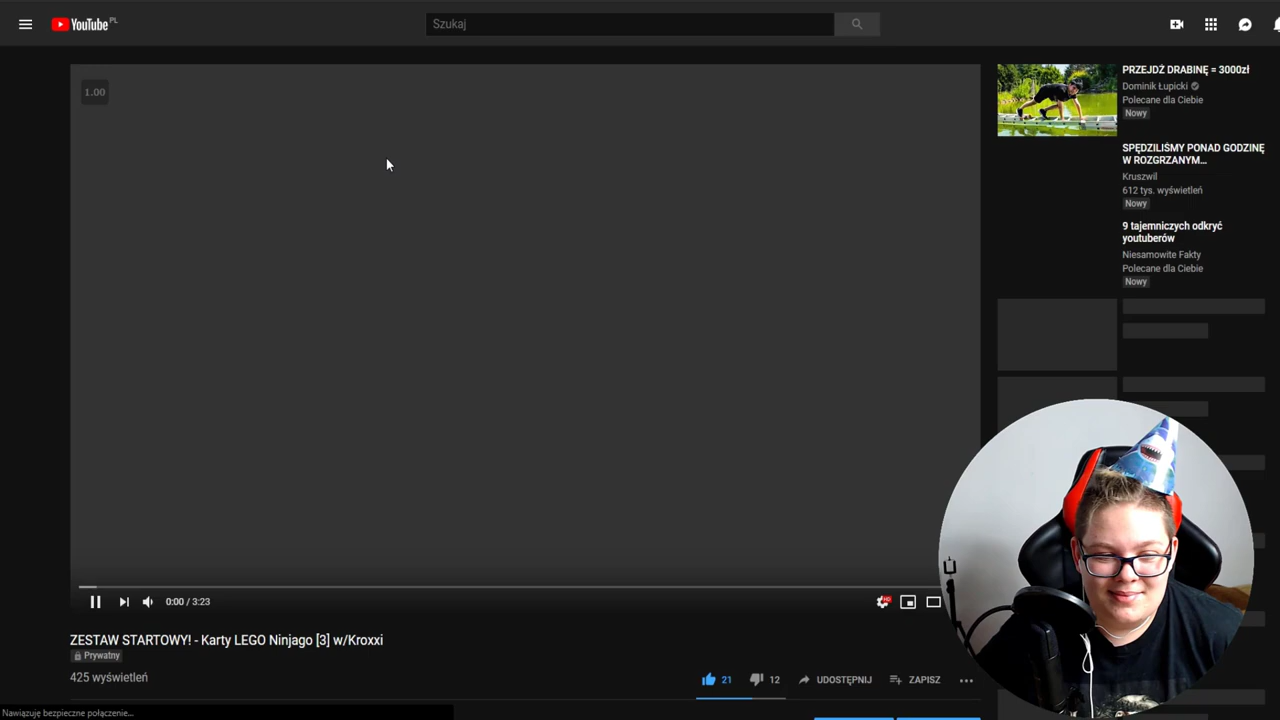 YouTube PL
Szukaj
1.00
PRZEJDŹ DRABINĘ = 3000zł
Dominik Łupicki
Polecane dla Ciebie
Nowy
SPĘDZILIŚMY PONAD GODZINĘ
W ROZGRZANYM...
Kruszwil
612 tys. wyświetleń
Nowy
9 tajemniczych odkryć
youtuberów
Niesamowite Fakty
Polecane dla Ciebie
Nowy
0:00 / 3:23
HD
ZESTAW STARTOWY! - Karty LEGO Ninjago [3] w/Kroxxi
Prywatny
425 wyświetleń
21
12
UDOSTĘPNIJ
ZAPISZ
Nawiązuję bezpieczne połączenie...